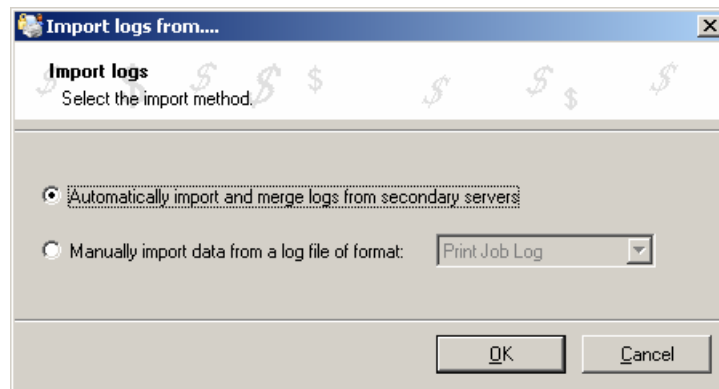 Import logs from....
Import logs
Select the import method.
Automatically import and merge logs from secondary servers
Manually import data from a log file of format: Print Job Log
OK Cancel